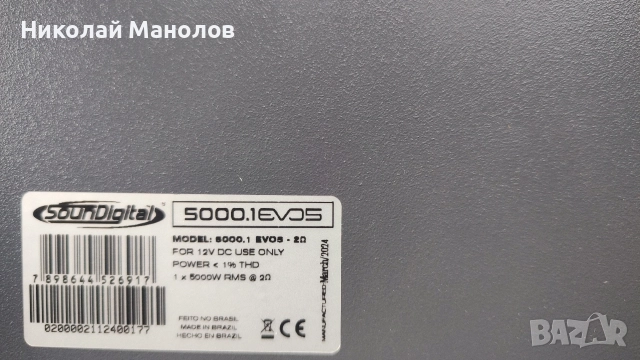 Николай Манолов
SounDigital
5000.1EVO5
MODEL: 5000.1 EVOS - 2Ω
FOR 12V DC USE ONLY
POWER < 1% THD
1 x 5000W RMS @ 2Ω
7 898644 526917
0200002112400177
FEITO NO BRASIL
MADE IN BRAZIL
HECHO EN BRAZIL
CE
MANUFACTURED: March/2024
BAZAR